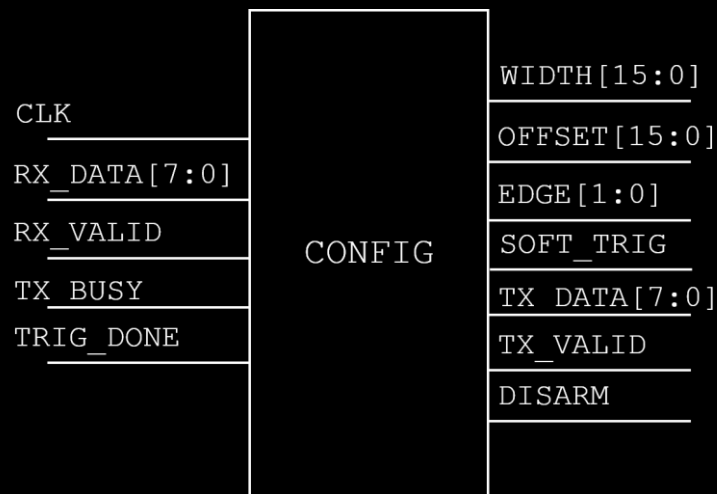 CLK
RX_DATA[7:0]
RX_VALID
TX_BUSY
TRIG_DONE
CONFIG
WIDTH[15:0]
OFFSET[15:0]
EDGE[1:0]
SOFT_TRIG
TX_DATA[7:0]
TX_VALID
DISARM